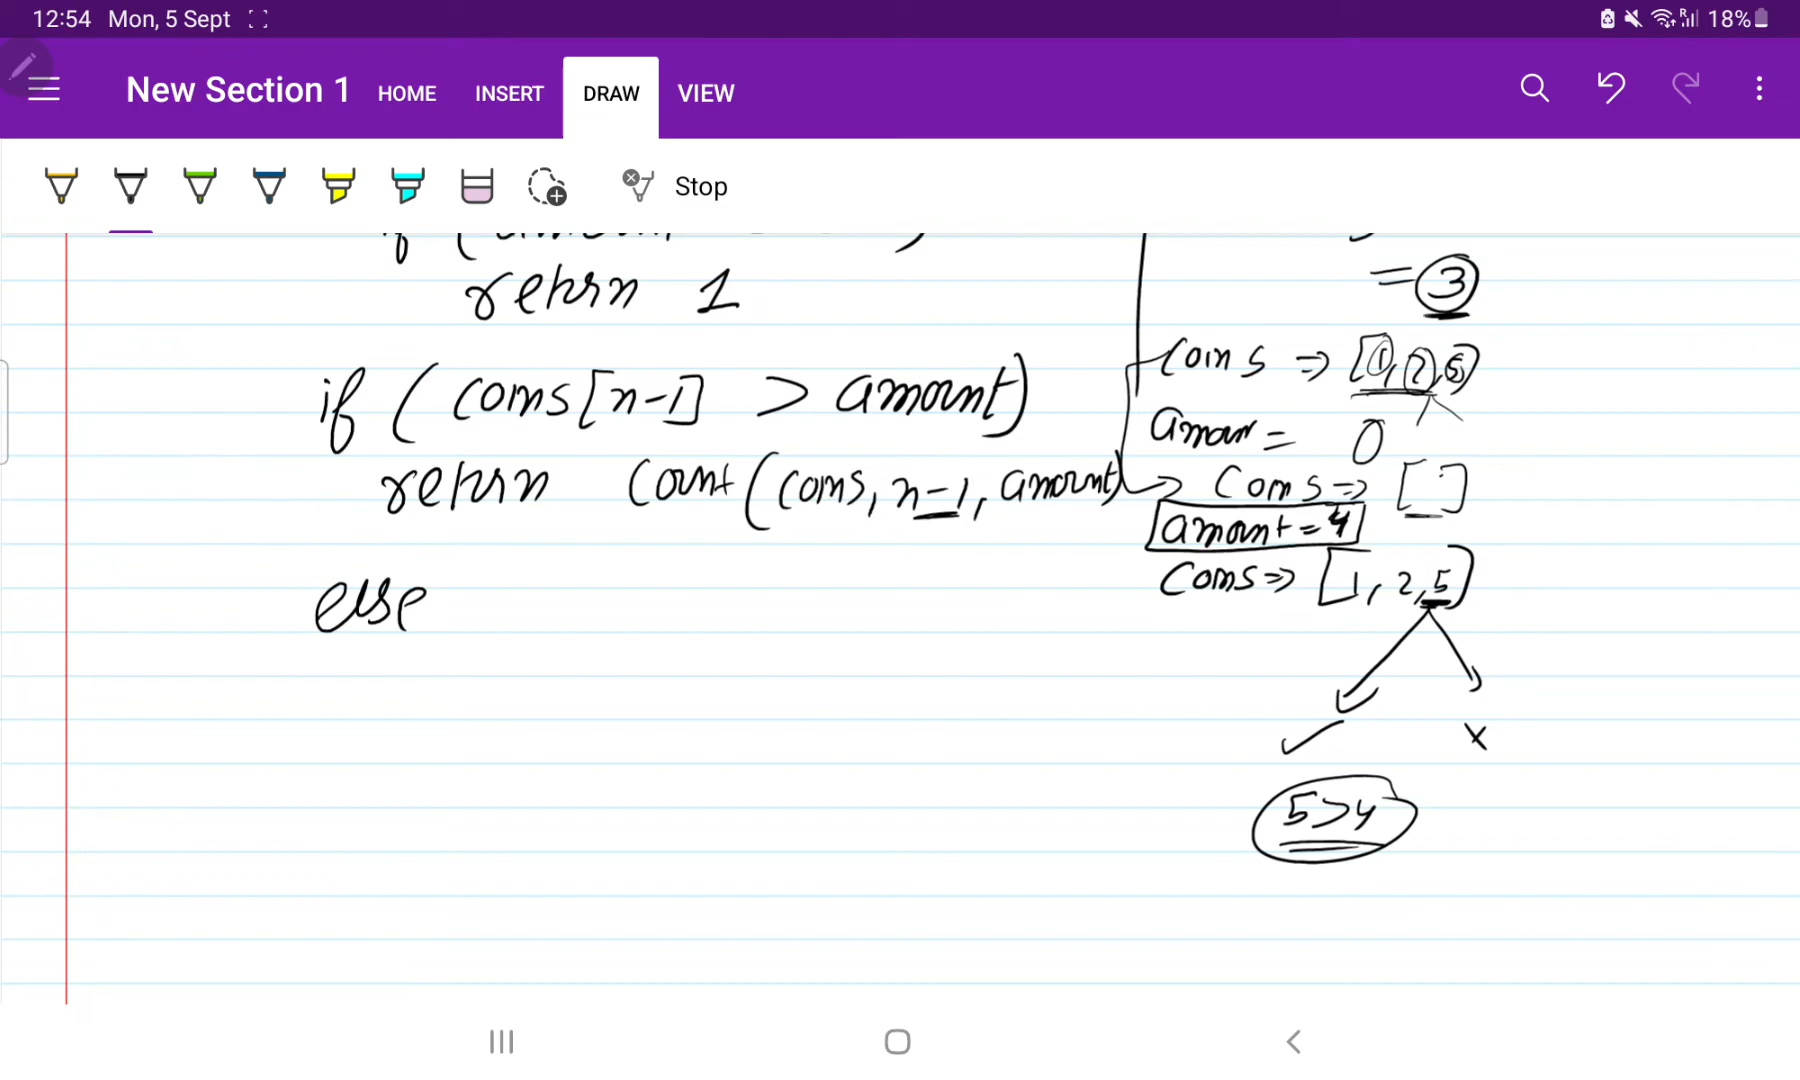 12:54 Mon, 5 Sept 18%
New Section 1 HOME INSERT DRAW VIEW
Stop
return 1
if (coins[n-1] > amount)
return count(coins, n-1, amount)
else
= 3
coins => [1, 2, 5]
amoun = 0
coins => [ ]
amount = 4
coins => [1, 2, 5]
x
5>4